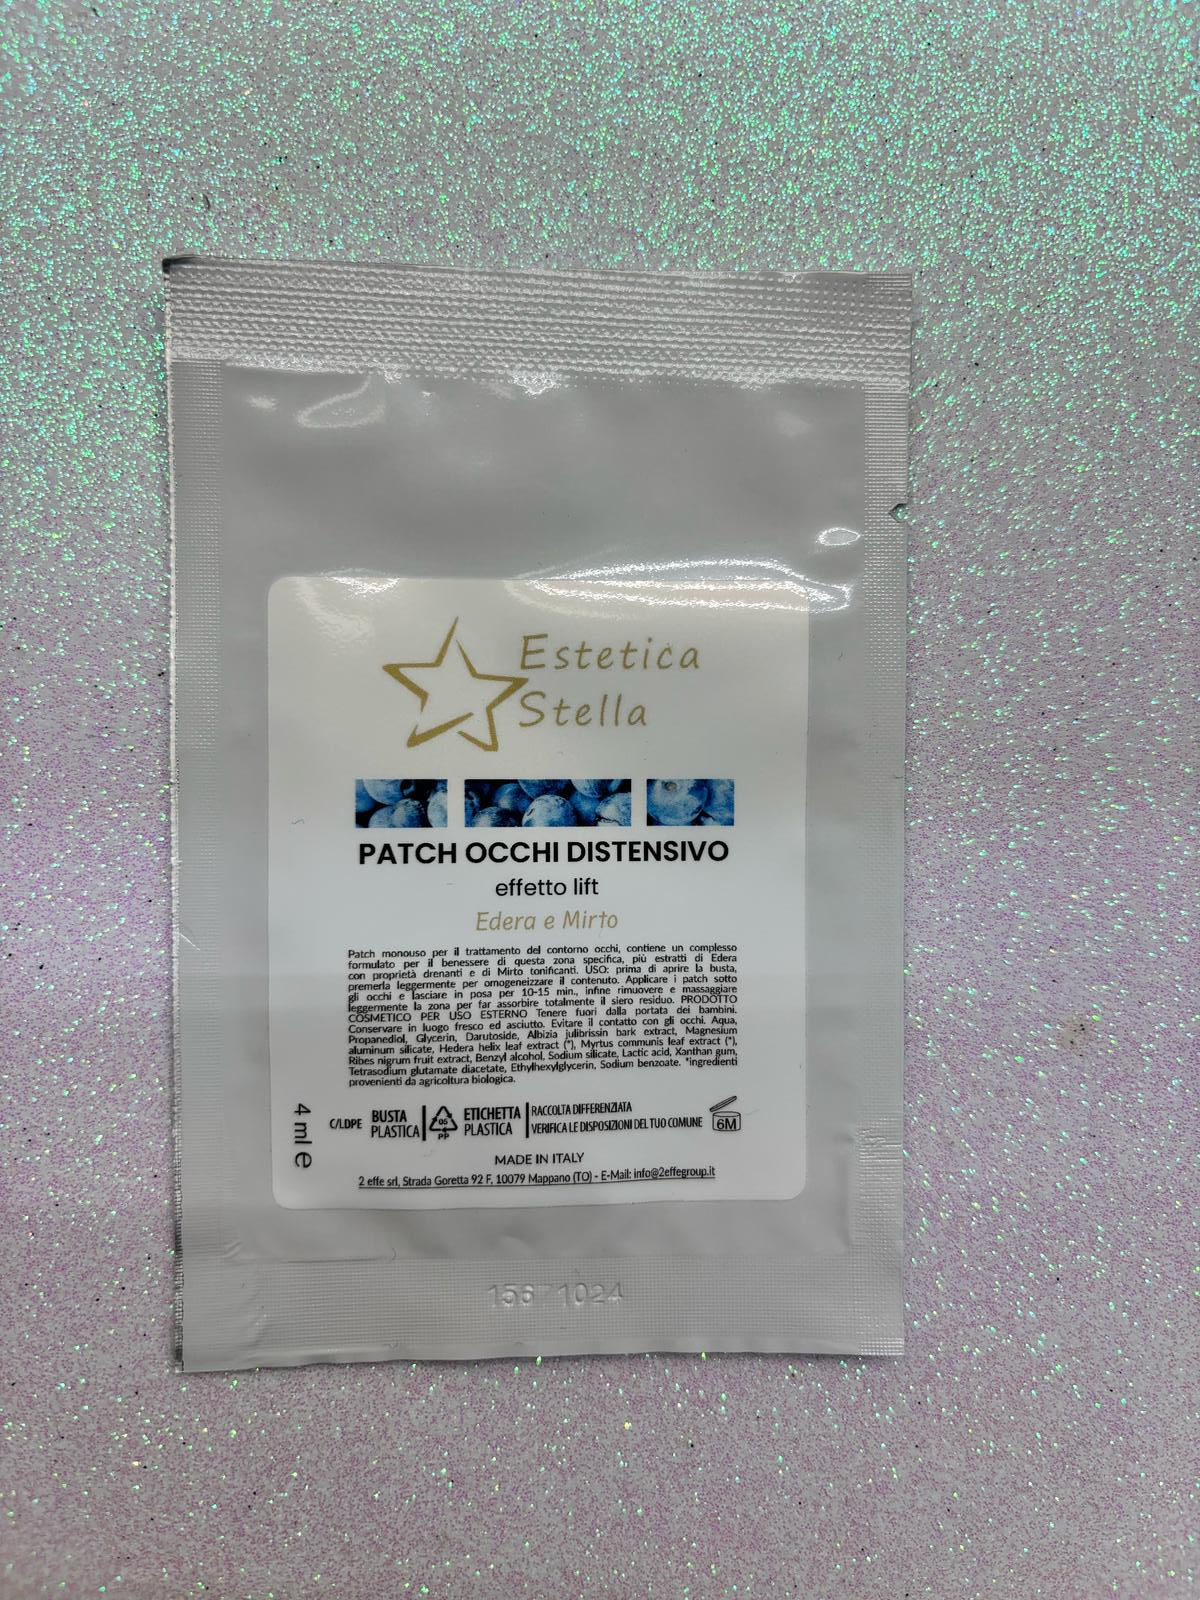 Estetica
Stella
PATCH OCCHI DISTENSIVO
effetto lift
Edera e Mirto
Patch monouso per il trattamento del contorno occhi, contiene un complesso
formulato per il benessere di questa zona specifica, più estratti di Edera
con proprietà drenanti e di Mirto tonificanti. USO: prima di aprire la busta,
premerla leggermente per omogeneizzare il contenuto. Applicare i patch sotto
gli occhi e lasciare in posa per 10-15 min., infine rimuovere e massaggiare
leggermente la zona per far assorbire totalmente il siero residuo. PRODOTTO
COSMETICO PER USO ESTERNO Tenere fuori dalla portata dei bambini.
Conservare in luogo fresco ed asciutto. Evitare il contatto con gli occhi. Aqua,
Propanediol, Glycerin, Darutoside, Albizia julibrissin bark extract, Magnesium
aluminum silicate, Hedera helix leaf extract (*), Myrtus communis leaf extract (*),
Ribes nigrum fruit extract, Benzyl alcohol, Sodium silicate, Lactic acid, Xanthan gum,
Tetrasodium glutamate diacetate, Ethylhexylglycerin, Sodium benzoate. *ingredienti
provenienti da agricoltura biologica.
4 ml e
C/LDPE BUSTA PLASTICA
05 PP ETICHETTA PLASTICA
RACCOLTA DIFFERENZIATA
VERIFICA LE DISPOSIZIONI DEL TUO COMUNE
6M
MADE IN ITALY
2 effe srl, Strada Goretta 92 F, 10079 Mappano (TO) - E-Mail: info@2effegroup.it
1567 1024